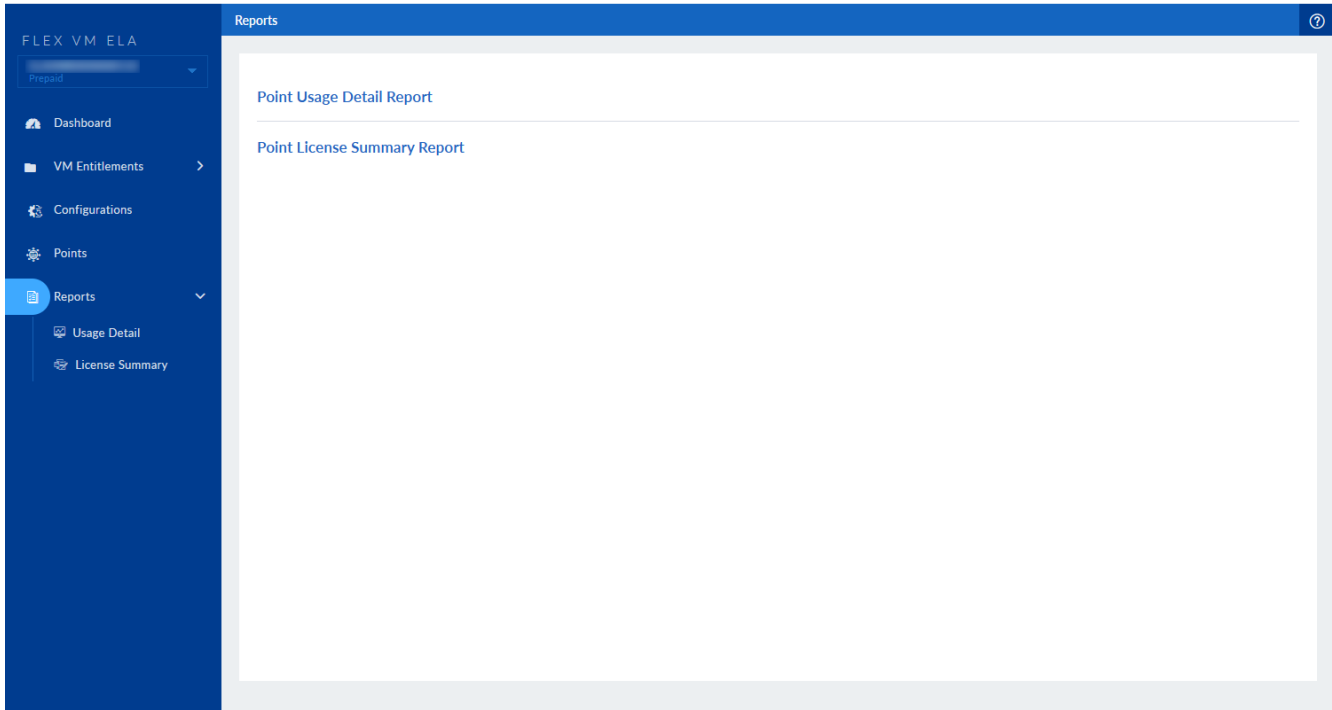 FLEX VM ELA
Prepaid
Dashboard
VM Entitlements
Configurations
Points
Reports
Usage Detail
License Summary
Reports
Point Usage Detail Report
Point License Summary Report